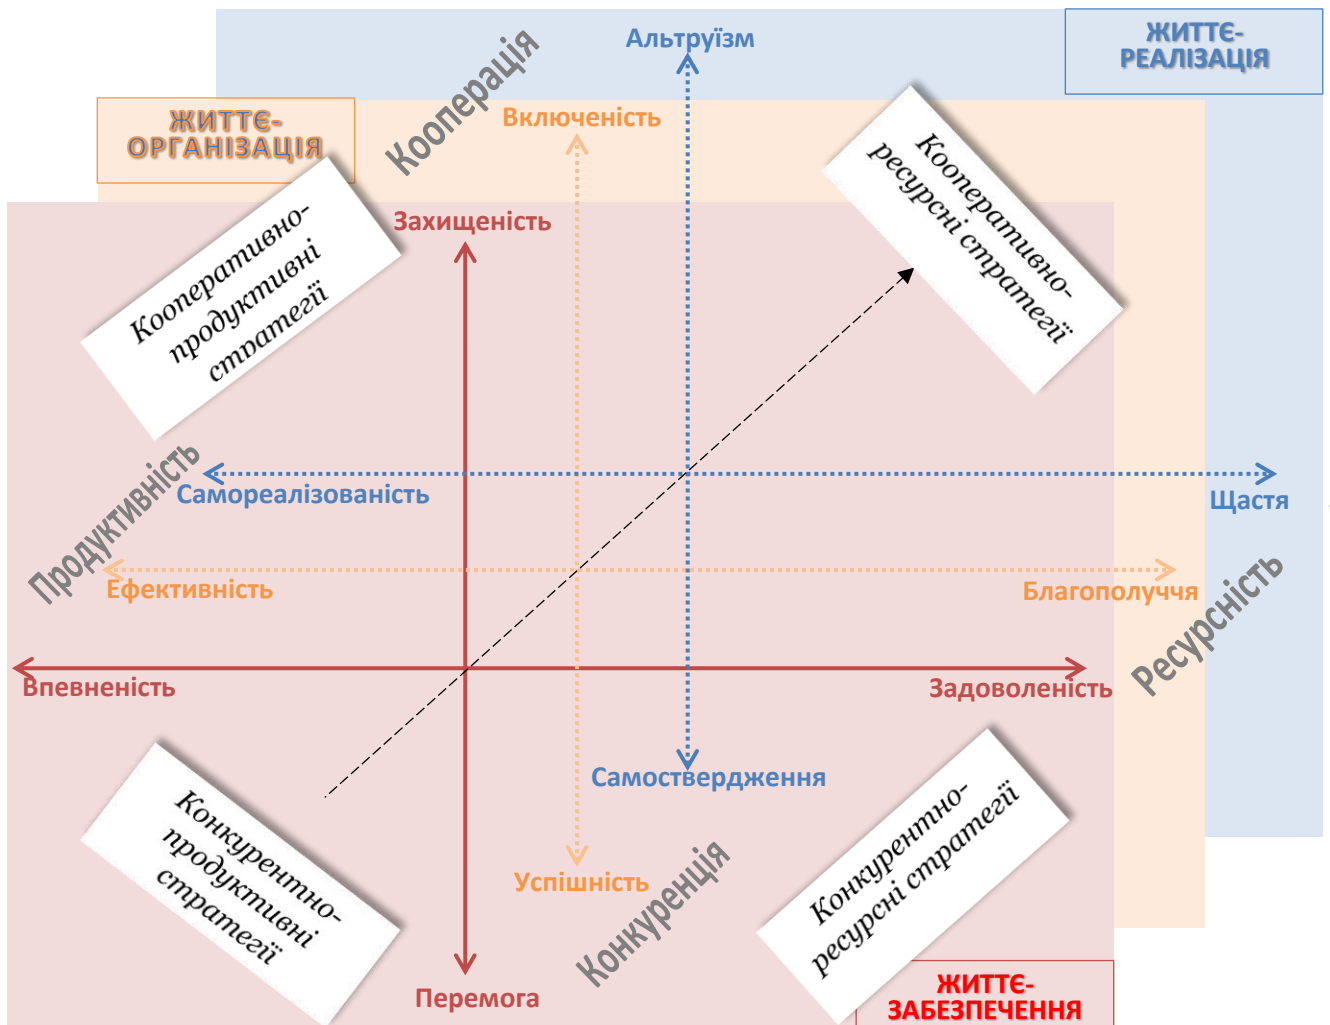 Альтруїзм
ЖИТТЄ-
РЕАЛІЗАЦІЯ
Кооперація
ЖИТТЄ-
ОРГАНІЗАЦІЯ
Включеність
Кооперативно-
ресурсні стратегії
Захищеність
Кооперативно-
продуктивні
стратегії
Продуктивність
Самореалізованість
Щастя
Ефективність
Благополуччя
Ресурсність
Впевненість
Задоволеність
Самоствердження
Конкурентно-
продуктивні
стратегії
Успішність
Конкуренція
Конкурентно-
ресурсні стратегії
Перемога
ЖИТТЄ-
ЗАБЕЗПЕЧЕННЯ